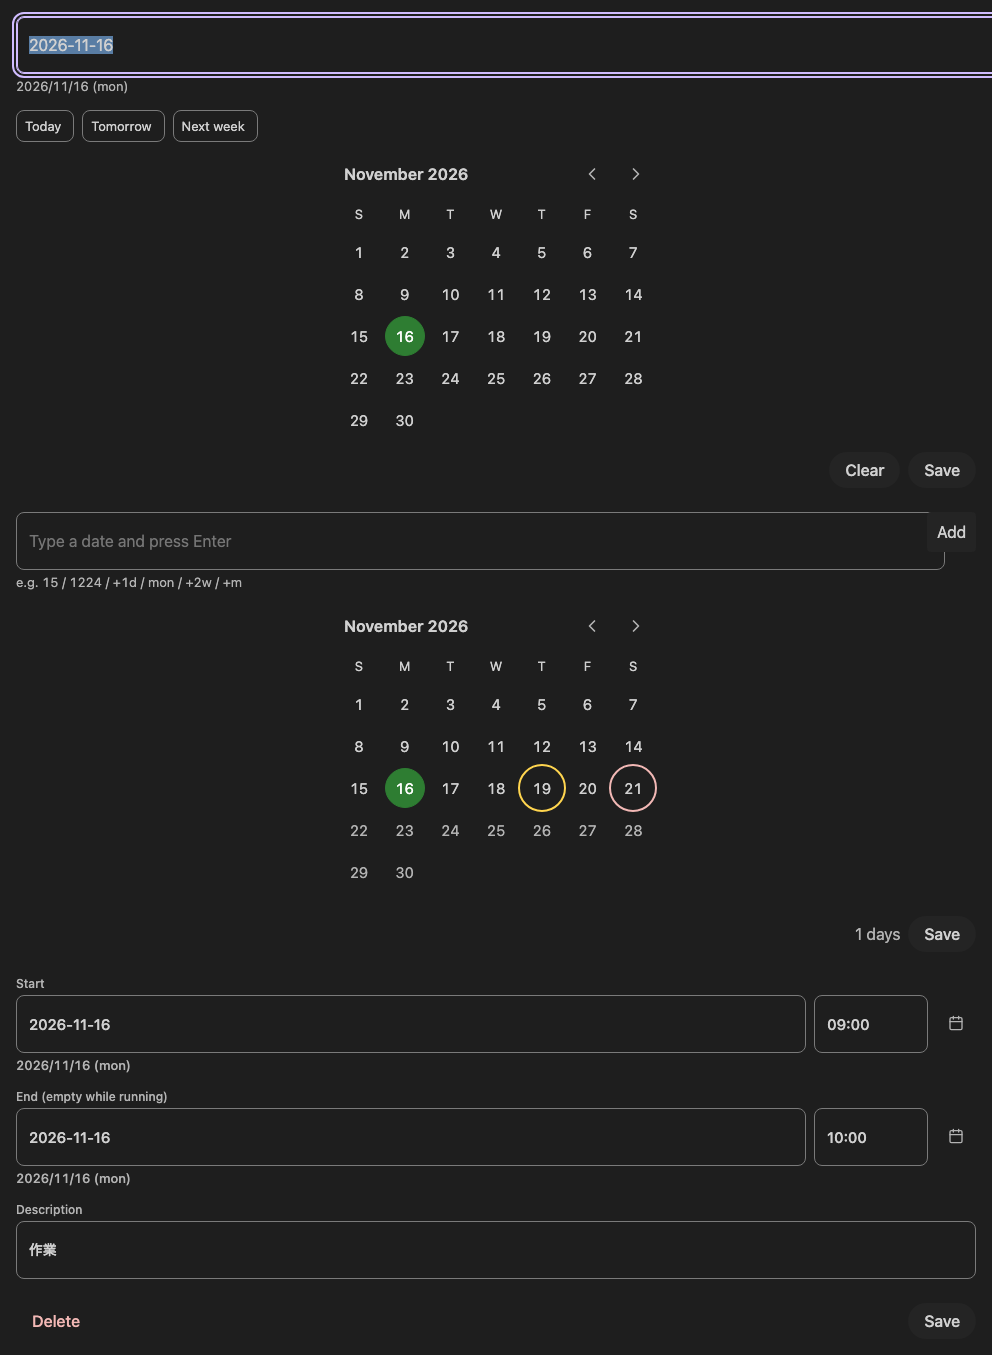 2026-11-16
2026/11/16 (mon)
Today Tomorrow Next week
November 2026
S M T W T F S
1 2 3 4 5 6 7
8 9 10 11 12 13 14
15 16 17 18 19 20 21
22 23 24 25 26 27 28
29 30
Clear Save
Type a date and press Enter Add
e.g. 15 / 1224 / +1d / mon / +2w / +m
November 2026
S M T W T F S
1 2 3 4 5 6 7
8 9 10 11 12 13 14
15 16 17 18 19 20 21
22 23 24 25 26 27 28
29 30
1 days Save
Start
2026-11-16 09:00
2026/11/16 (mon)
End (empty while running)
2026-11-16 10:00
2026/11/16 (mon)
Description
作業
Delete Save